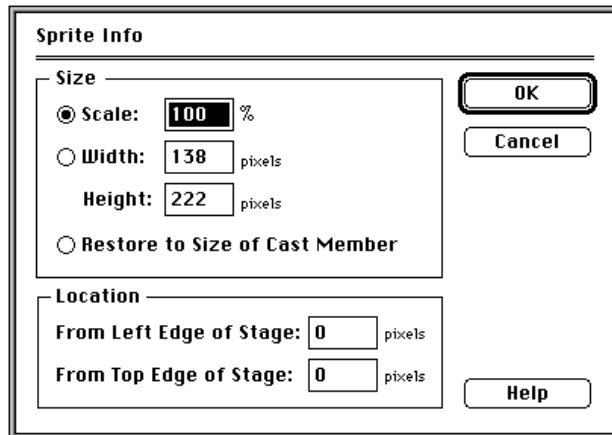 Sprite Info
Size
Scale: 100 %
Width: 138 pixels
Height: 222 pixels
Restore to Size of Cast Member
OK
Cancel
Location
From Left Edge of Stage: 0 pixels
From Top Edge of Stage: 0 pixels
Help